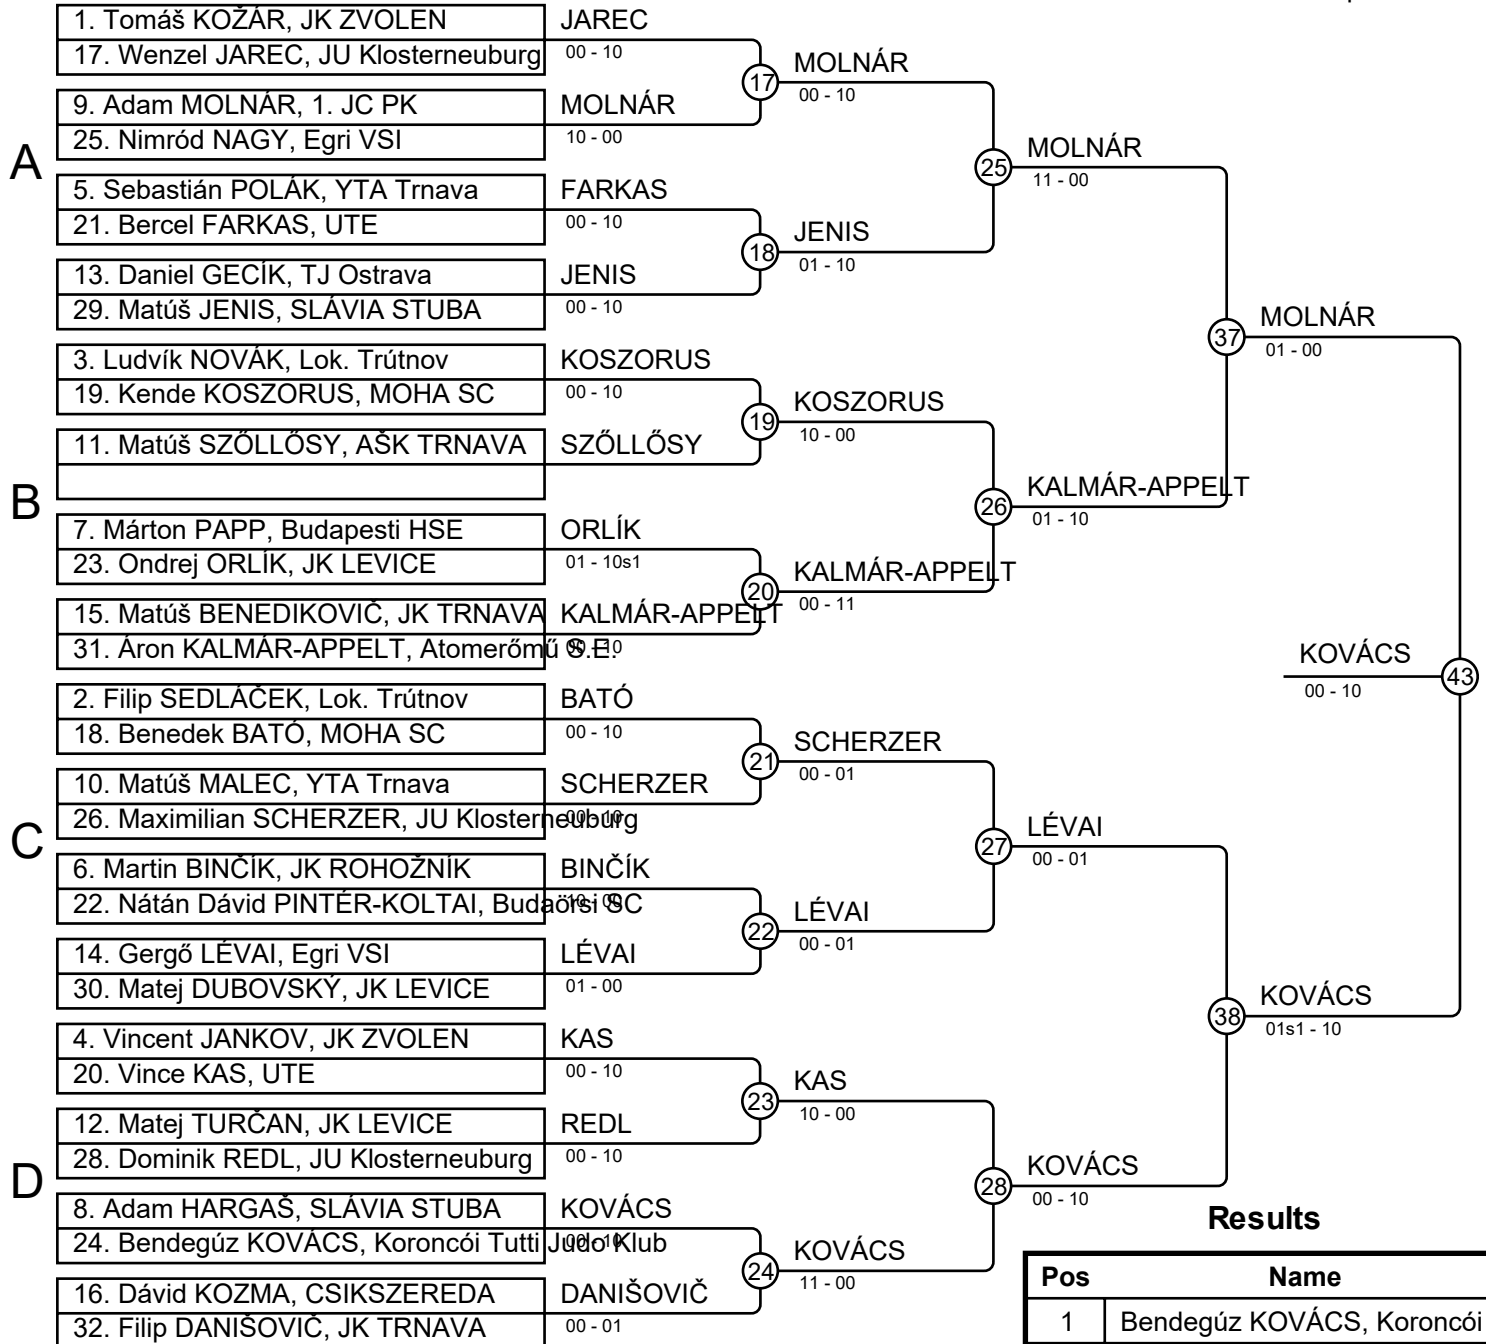 1. Tomáš KOŽÁR, JK ZVOLEN
17. Wenzel JAREC, JU Klosterneuburg
JAREC
00 - 10
9. Adam MOLNÁR, 1. JC PK
25. Nimród NAGY, Egri VSI
MOLNÁR
10 - 00
17
MOLNÁR
00 - 10
A
5. Sebastián POLÁK, YTA Trnava
21. Bercel FARKAS, UTE
FARKAS
00 - 10
13. Daniel GECÍK, TJ Ostrava
29. Matúš JENIS, SLÁVIA STUBA
JENIS
00 - 10
18
JENIS
01 - 10
25
MOLNÁR
11 - 00
3. Ludvík NOVÁK, Lok. Trútnov
19. Kende KOSZORUS, MOHA SC
KOSZORUS
00 - 10
11. Matúš SZŐLLŐSY, AŠK TRNAVA
SZŐLLŐSY
19
KOSZORUS
10 - 00
B
7. Márton PAPP, Budapesti HSE
23. Ondrej ORLÍK, JK LEVICE
ORLÍK
01 - 10s1
15. Matúš BENEDIKOVIČ, JK TRNAVA
31. Áron KALMÁR-APPELT, Atomerőmű S.E.
KALMÁR-APPELT
00 - 10
20
KALMÁR-APPELT
00 - 11
26
KALMÁR-APPELT
01 - 10
37
MOLNÁR
01 - 00
2. Filip SEDLÁČEK, Lok. Trútnov
18. Benedek BATÓ, MOHA SC
BATÓ
00 - 10
10. Matúš MALEC, YTA Trnava
26. Maximilian SCHERZER, JU Klosterneuburg
SCHERZER
00 - 10
21
SCHERZER
00 - 01
C
6. Martin BINČÍK, JK ROHOŽNÍK
22. Nátán Dávid PINTÉR-KOLTAI, Budaörsi SC
BINČÍK
10 - 00
14. Gergő LÉVAI, Egri VSI
30. Matej DUBOVSKÝ, JK LEVICE
LÉVAI
01 - 00
22
LÉVAI
00 - 01
27
LÉVAI
00 - 01
4. Vincent JANKOV, JK ZVOLEN
20. Vince KAS, UTE
KAS
00 - 10
12. Matej TURČAN, JK LEVICE
28. Dominik REDL, JU Klosterneuburg
REDL
00 - 10
23
KAS
10 - 00
D
8. Adam HARGAŠ, SLÁVIA STUBA
24. Bendegúz KOVÁCS, Koroncói Tutti Judo Klub
KOVÁCS
00 - 10
16. Dávid KOZMA, CSIKSZEREDA
32. Filip DANIŠOVIČ, JK TRNAVA
DANIŠOVIČ
00 - 01
24
KOVÁCS
11 - 00
28
KOVÁCS
00 - 10
38
KOVÁCS
01s1 - 10
43
KOVÁCS
00 - 10
Results
Pos Name
1 Bendegúz KOVÁCS, Koroncói